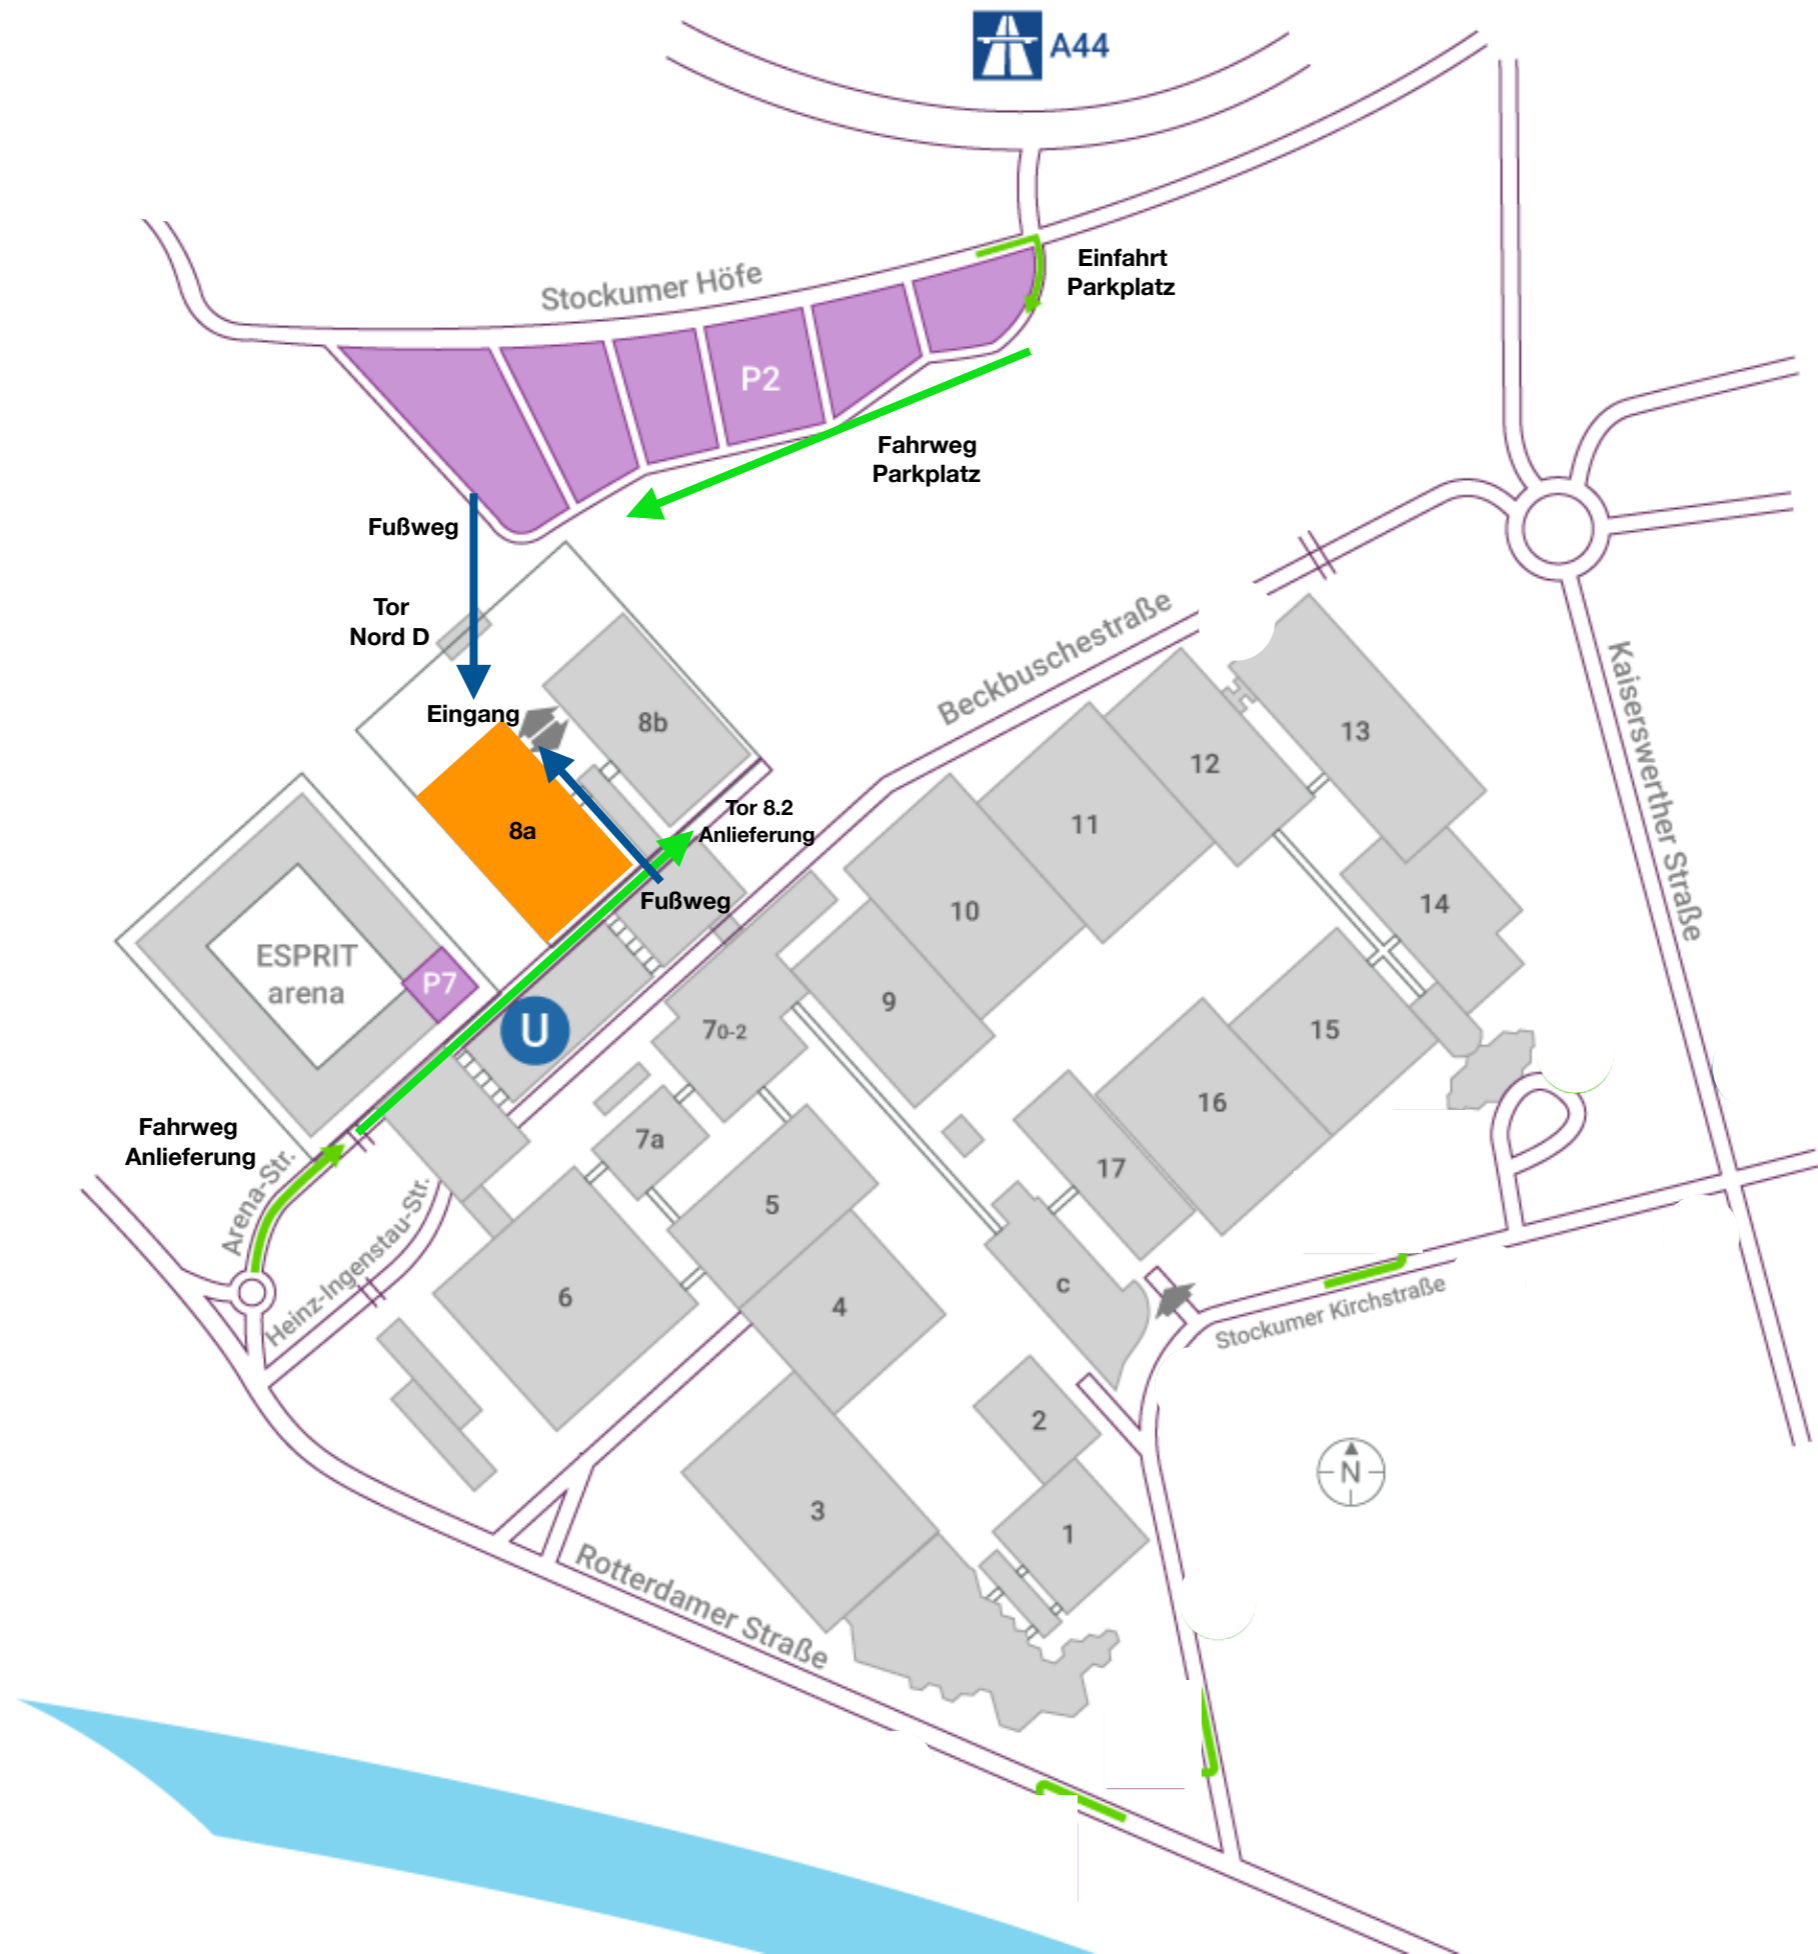 A44
Einfahrt
Parkplatz
Stockumer Höfe
P2
Fahrweg
Parkplatz
Fußweg
Tor
Nord D
Eingang
8b
Beckbuschestraße
Kaiserswerther Straße
13
12
11
Tor 8.2
Anlieferung
8a
Fußweg
10
14
ESPRIT
arena
P7
U
9
70-2
15
16
Fahrweg
Anlieferung
7a
17
Arena-Str.
Heinz-Ingenstau-Str.
5
6
4
c
Stockumer Kirchstraße
2
N
3
1
Rotterdamer Straße